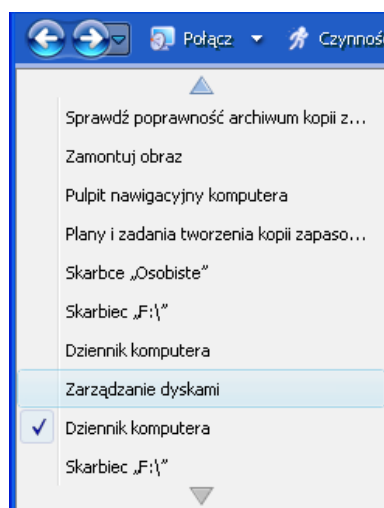 Połącz Czynnoś
Sprawdź poprawność archiwum kopii z...
Zamontuj obraz
Pulpit nawigacyjny komputera
Plany i zadania tworzenia kopii zapaso...
Skarbce „Osobiste”
Skarbiec „F:\”
Dziennik komputera
Zarządzanie dyskami
Dziennik komputera
Skarbiec „F:\”